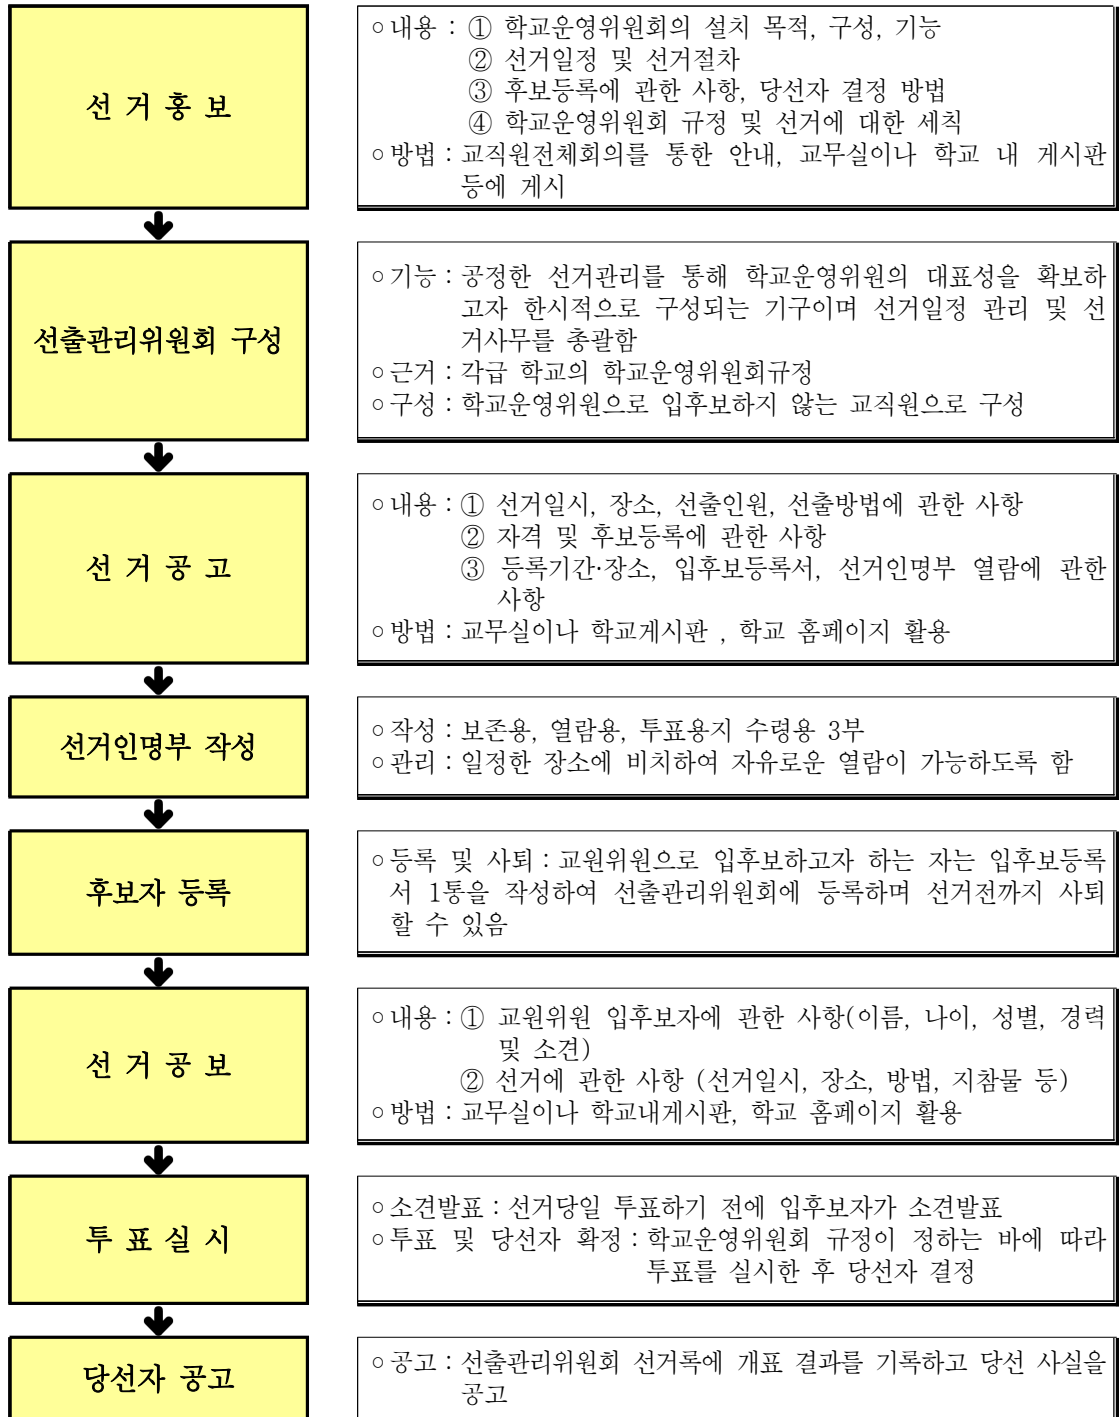 선 거 홍 보
○내용 : ① 학교운영위원회의 설치 목적, 구성, 기능
② 선거일정 및 선거절차
③ 후보등록에 관한 사항, 당선자 결정 방법
④ 학교운영위원회 규정 및 선거에 대한 세칙
○방법 : 교직원전체회의를 통한 안내, 교무실이나 학교 내 게시판
등에 게시
선출관리위원회 구성
○기능 : 공정한 선거관리를 통해 학교운영위원의 대표성을 확보하
고자 한시적으로 구성되는 기구이며 선거일정 관리 및 선
거사무를 총괄함
○근거 : 각급 학교의 학교운영위원회규정
○구성 : 학교운영위원으로 입후보하지 않는 교직원으로 구성
선 거 공 고
○내용 : ① 선거일시, 장소, 선출인원, 선출방법에 관한 사항
② 자격 및 후보등록에 관한 사항
③ 등록기간·장소, 입후보등록서, 선거인명부 열람에 관한
사항
○방법 : 교무실이나 학교게시판 , 학교 홈페이지 활용
선거인명부 작성
○작성 : 보존용, 열람용, 투표용지 수령용 3부
○관리 : 일정한 장소에 비치하여 자유로운 열람이 가능하도록 함
후보자 등록
○등록 및 사퇴 : 교원위원으로 입후보하고자 하는 자는 입후보등록
서 1통을 작성하여 선출관리위원회에 등록하며 선거전까지 사퇴
할 수 있음
선 거 공 보
○내용 : ① 교원위원 입후보자에 관한 사항(이름, 나이, 성별, 경력
및 소견)
② 선거에 관한 사항 (선거일시, 장소, 방법, 지참물 등)
○방법 : 교무실이나 학교내게시판, 학교 홈페이지 활용
투 표 실 시
○소견발표 : 선거당일 투표하기 전에 입후보자가 소견발표
○투표 및 당선자 확정 : 학교운영위원회 규정이 정하는 바에 따라
투표를 실시한 후 당선자 결정
당선자 공고
○공고 : 선출관리위원회 선거록에 개표 결과를 기록하고 당선 사실을
공고